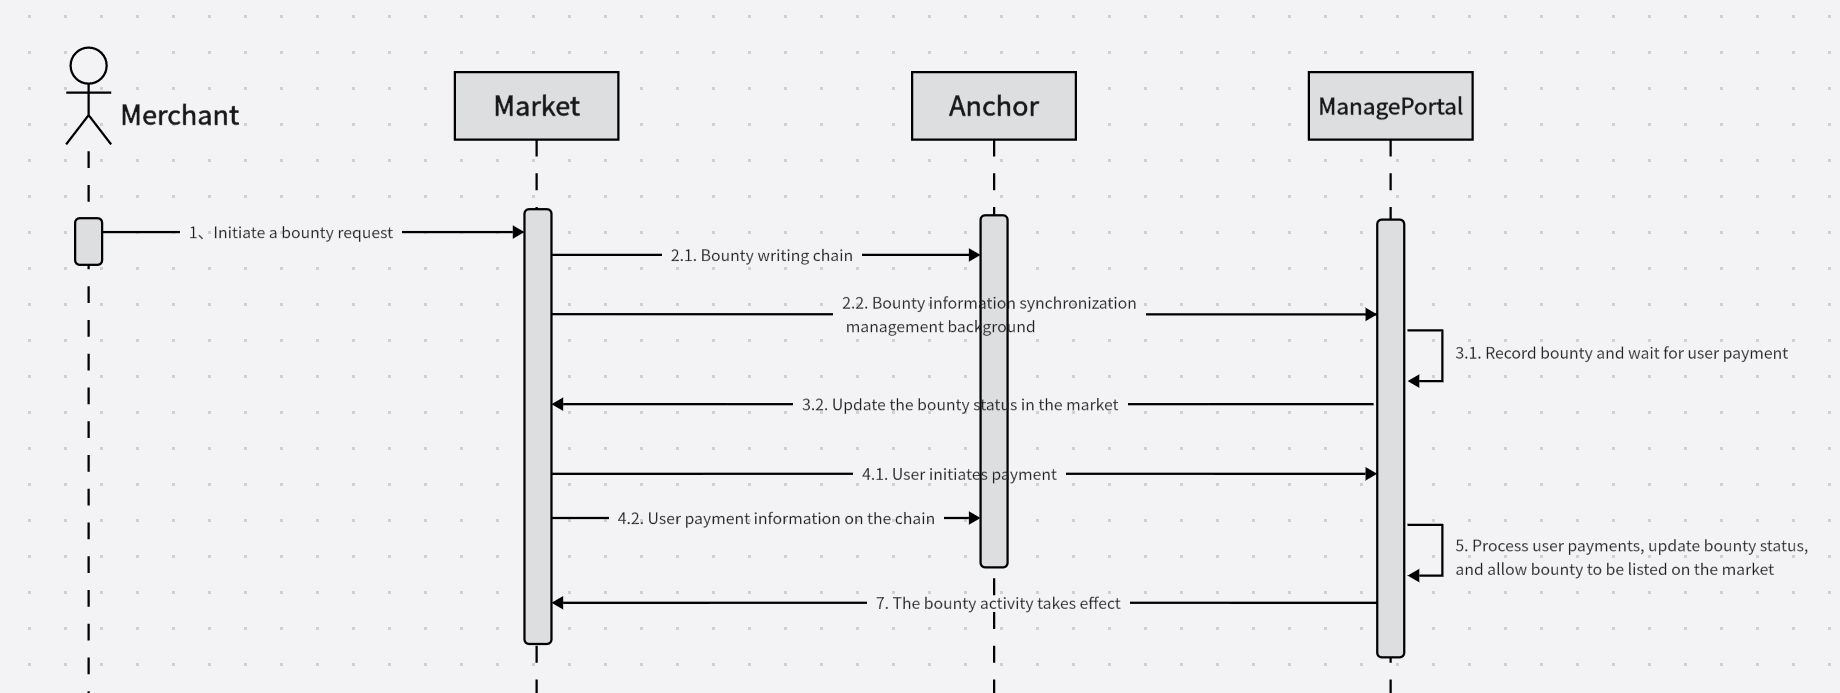 Merchant
Market
Anchor
ManagePortal
1、Initiate a bounty request
2.1. Bounty writing chain
2.2. Bounty information synchronization
management background
3.1. Record bounty and wait for user payment
3.2. Update the bounty status in the market
4.1. User initiates payment
4.2. User payment information on the chain
5. Process user payments, update bounty status,
and allow bounty to be listed on the market
7. The bounty activity takes effect